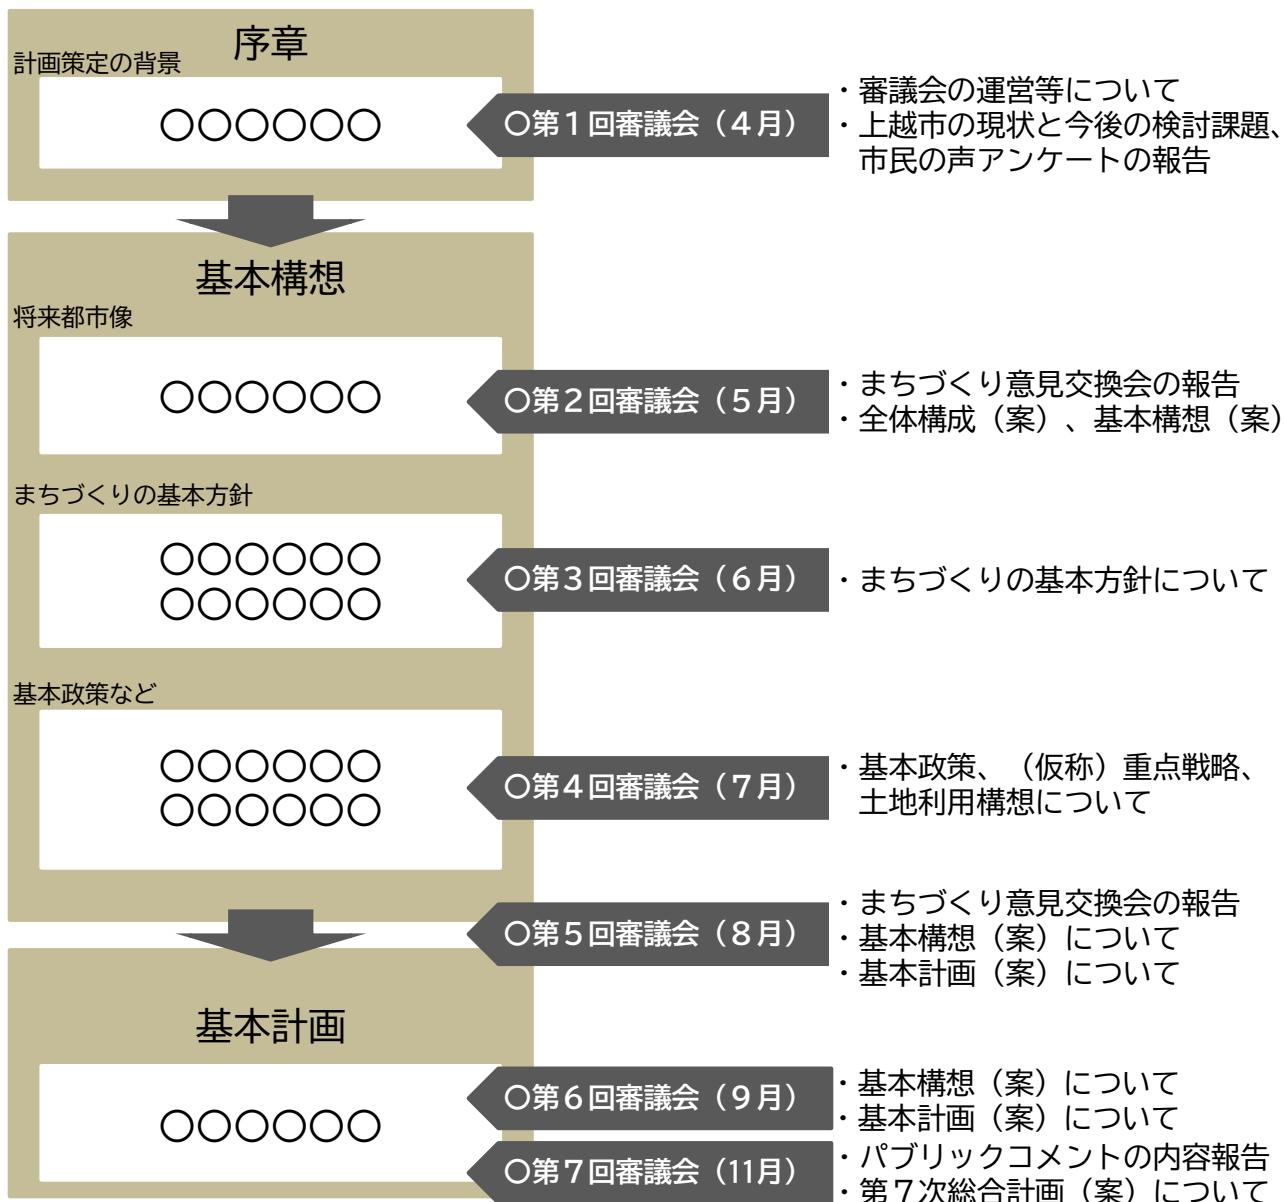 序章
計画策定の背景
○○○○○○
○第１回審議会（４月）
・審議会の運営等について
・上越市の現状と今後の検討課題、
市民の声アンケートの報告
基本構想
将来都市像
○○○○○○
○第２回審議会（５月）
・まちづくり意見交換会の報告
・全体構成（案）、基本構想（案）
まちづくりの基本方針
○○○○○○
○○○○○○
○第３回審議会（６月）
・まちづくりの基本方針について
基本政策など
○○○○○○
○○○○○○
○第４回審議会（７月）
・基本政策、（仮称）重点戦略、
土地利用構想について
○第５回審議会（８月）
・まちづくり意見交換会の報告
・基本構想（案）について
・基本計画（案）について
基本計画
○○○○○○
○第６回審議会（９月）
・基本構想（案）について
・基本計画（案）について
○第７回審議会（11月）
・パブリックコメントの内容報告
・第７次総合計画（案）について